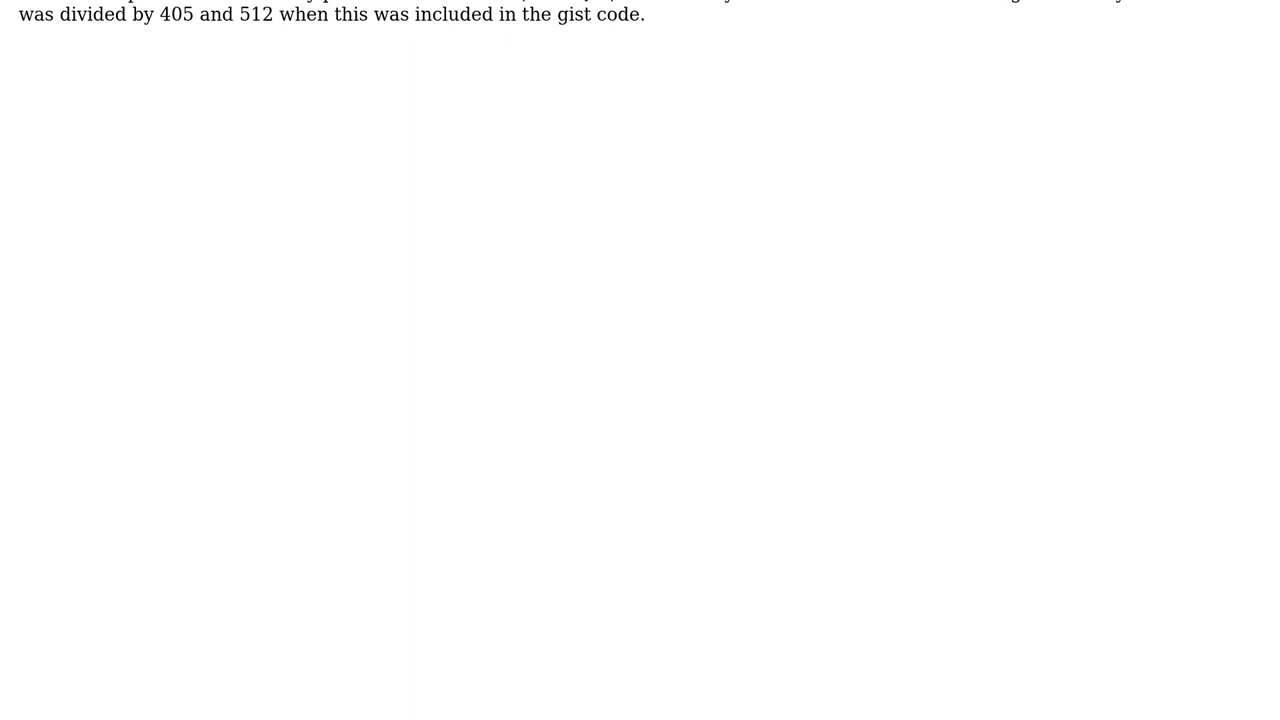 was divided by 405 and 512 when this was included in the gist code.